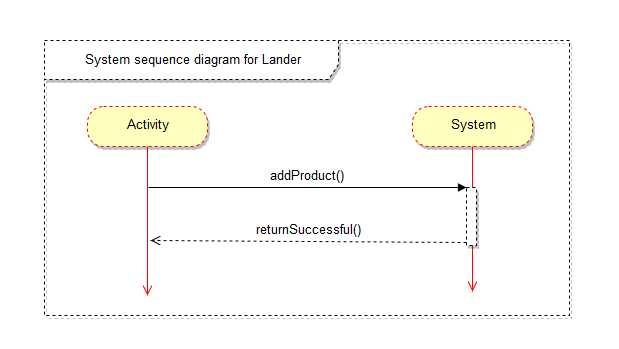 System sequence diagram for Lander
Activity
System
addProduct()
returnSuccessful()